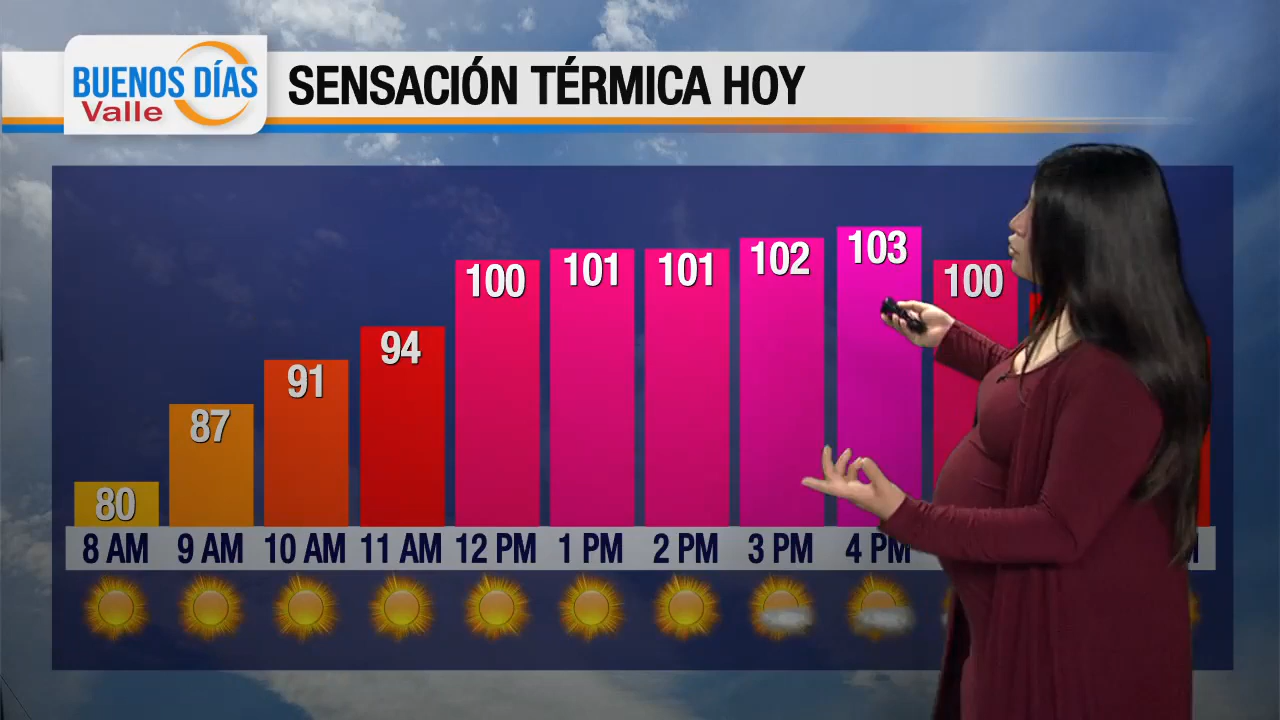 BUENOS DÍAS
Valle
SENSACIÓN TÉRMICA HOY
80
87
91
94
100
101
101
102
103
100
8 AM
9 AM
10 AM
11 AM
12 PM
1 PM
2 PM
3 PM
4 PM